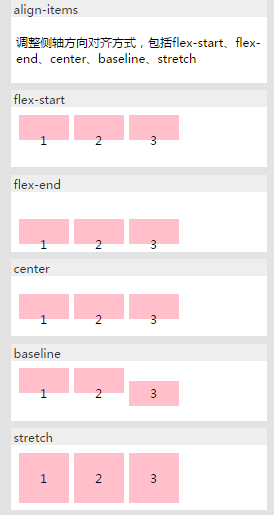 align-items
调整侧轴方向对齐方式，包括flex-start、flex-
end、center、baseline、stretch
flex-start
1 2 3
flex-end
1 2 3
center
1 2 3
baseline
1 2 3
stretch
1 2 3